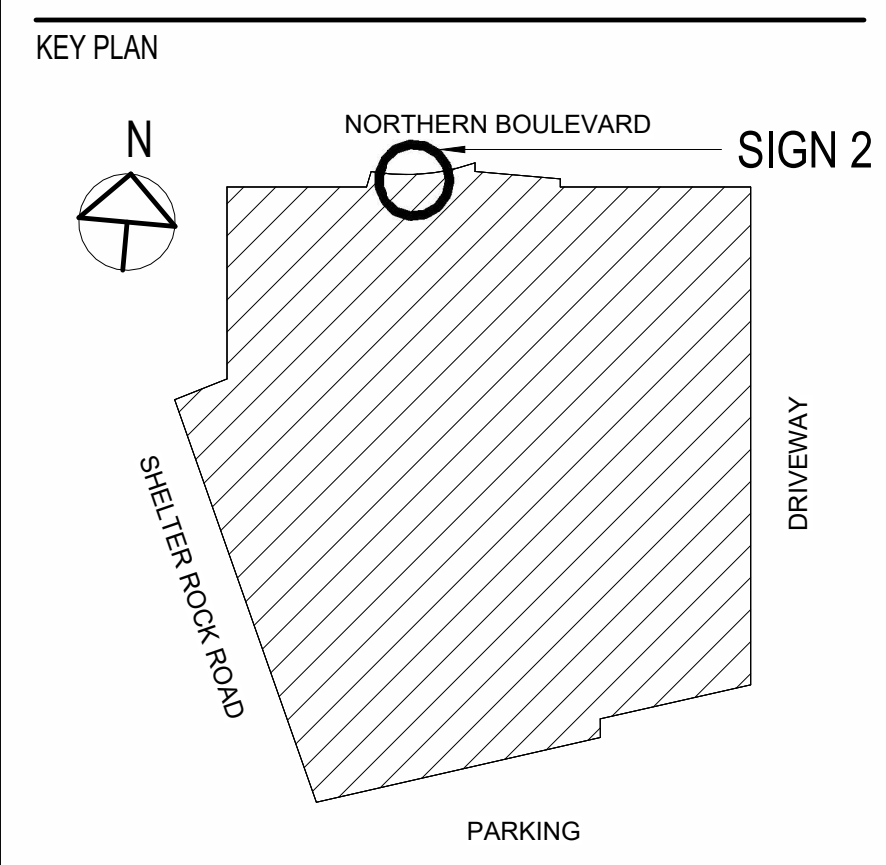 KEY PLAN
N
NORTHERN BOULEVARD
SIGN 2
DRIVEWAY
SHELTER ROCK ROAD
PARKING